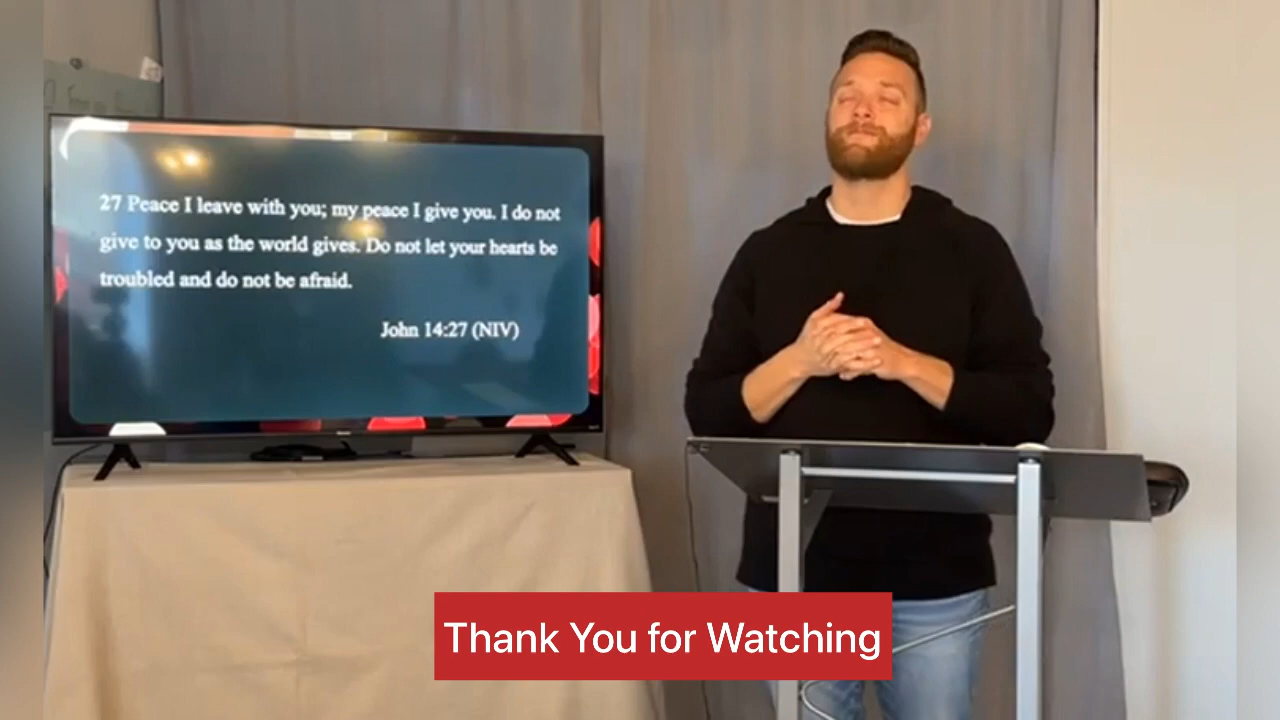 27 Peace I leave with you; my peace I give you. I do not
give to you as the world gives. Do not let your hearts be
troubled and do not be afraid.
John 14:27 (NIV)
Thank You for Watching